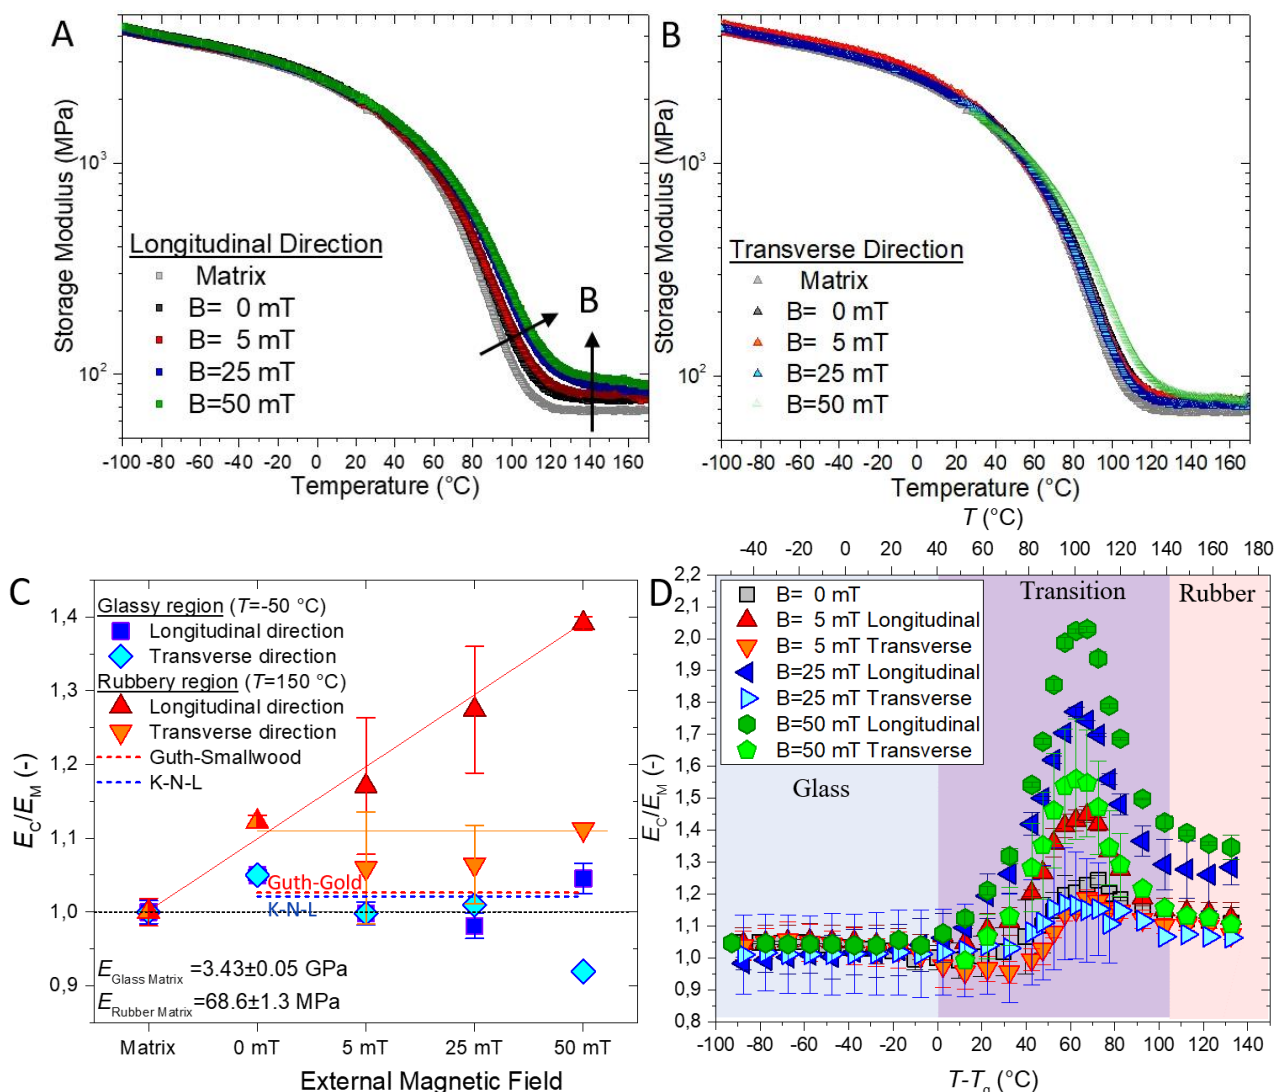 A
Storage Modulus (MPa)
10³
10²
Longitudinal Direction
Matrix
B= 0 mT
B= 5 mT
B=25 mT
B=50 mT
B
-100 -80 -60 -40 -20 0 20 40 60 80 100 120 140 160
Temperature (°C)
B
Storage Modulus (MPa)
10³
10²
Transverse Direction
Matrix
B= 0 mT
B= 5 mT
B=25 mT
B=50 mT
-100 -80 -60 -40 -20 0 20 40 60 80 100 120 140 160
Temperature (°C)
C
E_C/E_M (-)
1,4
1,3
1,2
1,1
1,0
0,9
Glassy region (T=-50 °C)
Longitudinal direction
Transverse direction
Rubbery region (T=150 °C)
Longitudinal direction
Transverse direction
Guth-Smallwood
K-N-L
Guth-Gold
K-N-L
E_Glass Matrix =3.43±0.05 GPa
E_Rubber Matrix =68.6±1.3 MPa
Matrix 0 mT 5 mT 25 mT 50 mT
External Magnetic Field
T (°C)
-40 -20 0 20 40 60 80 100 120 140 160 180
D
E_C/E_M (-)
2,2
2,1
2,0
1,9
1,8
1,7
1,6
1,5
1,4
1,3
1,2
1,1
1,0
0,9
0,8
B= 0 mT
B= 5 mT Longitudinal
B= 5 mT Transverse
B=25 mT Longitudinal
B=25 mT Transverse
B=50 mT Longitudinal
B=50 mT Transverse
Glass
Transition
Rubber
-100 -80 -60 -40 -20 0 20 40 60 80 100 120 140
T-T_g (°C)